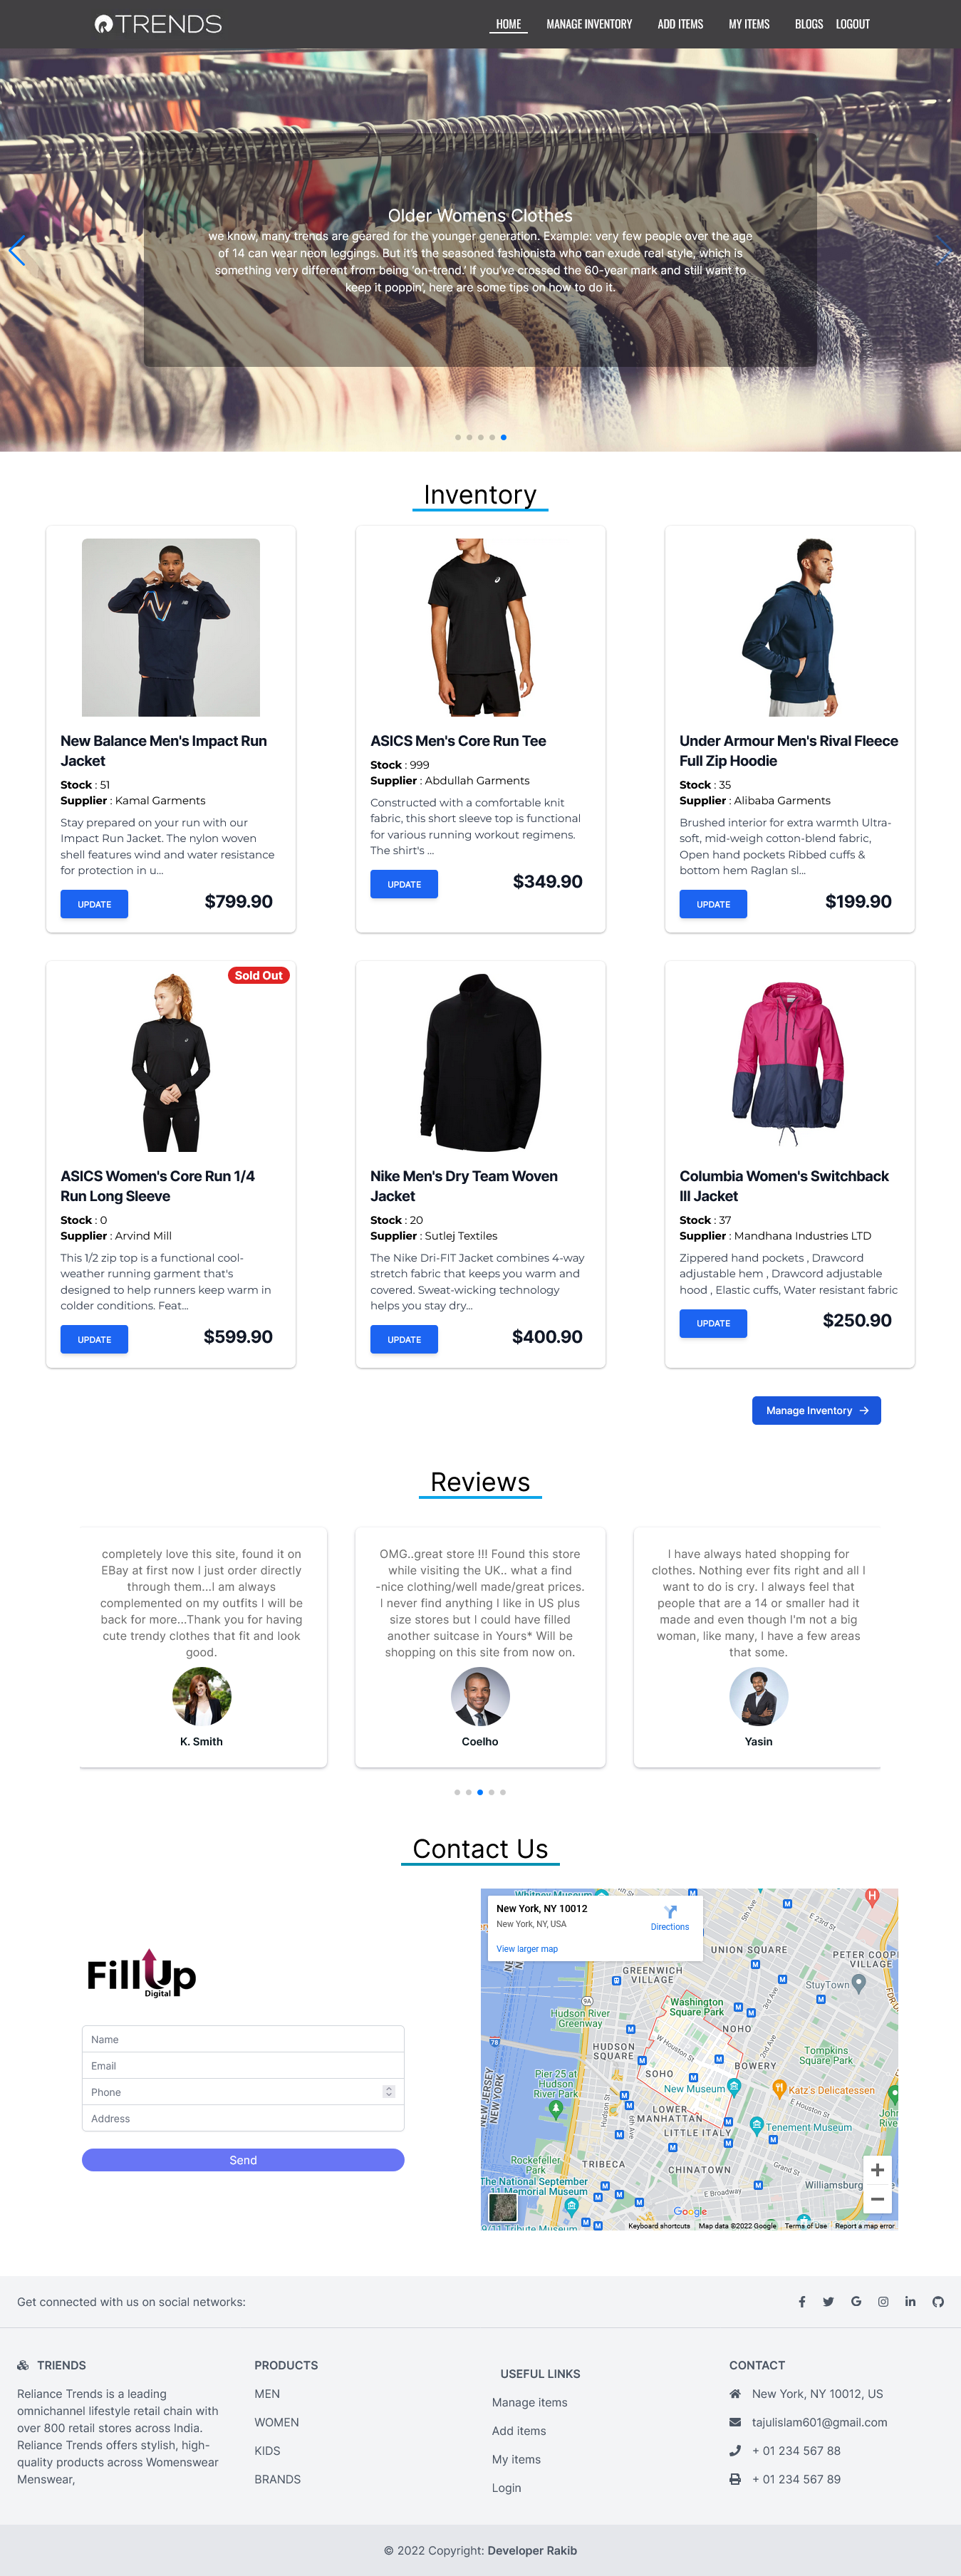 TRENDS
HOME MANAGE INVENTORY ADD ITEMS MY ITEMS BLOGS LOGOUT
Older Womens Clothes
we know, many trends are geared for the younger generation. Example: very few people over the age
of 14 can wear neon leggings. But it's the seasoned fashionista who can exude real style, which is
something very different from being 'on-trend.' If you've crossed the 60-year mark and still want to
keep it poppin', here are some tips on how to do it.
Inventory
New Balance Men's Impact Run
Jacket
Stock : 51
Supplier : Kamal Garments
Stay prepared on your run with our
Impact Run Jacket. The nylon woven
shell features wind and water resistance
for protection in u...
UPDATE $799.90
ASICS Men's Core Run Tee
Stock : 999
Supplier : Abdullah Garments
Constructed with a comfortable knit
fabric, this short sleeve top is functional
for various running workout regimens.
The shirt's ...
UPDATE $349.90
Under Armour Men's Rival Fleece
Full Zip Hoodie
Stock : 35
Supplier : Alibaba Garments
Brushed interior for extra warmth Ultra-
soft, mid-weigh cotton-blend fabric,
Open hand pockets Ribbed cuffs &
bottom hem Raglan sl...
UPDATE $199.90
Sold Out
ASICS Women's Core Run 1/4
Run Long Sleeve
Stock : 0
Supplier : Arvind Mill
This 1/2 zip top is a functional cool-
weather running garment that's
designed to help runners keep warm in
colder conditions. Feat...
UPDATE $599.90
Nike Men's Dry Team Woven
Jacket
Stock : 20
Supplier : Sutlej Textiles
The Nike Dri-FIT Jacket combines 4-way
stretch fabric that keeps you warm and
covered. Sweat-wicking technology
helps you stay dry...
UPDATE $400.90
Columbia Women's Switchback
III Jacket
Stock : 37
Supplier : Mandhana Industries LTD
Zippered hand pockets , Drawcord
adjustable hem , Drawcord adjustable
hood , Elastic cuffs, Water resistant fabric
UPDATE $250.90
Manage Inventory
Reviews
completely love this site, found it on
EBay at first now I just order directly
through them...I am always
complemented on my outfits I will be
back for more...Thank you for having
cute trendy clothes that fit and look
good.
K. Smith
OMG..great store !!! Found this store
while visiting the UK.. what a find
-nice clothing/well made/great prices.
I never find anything I like in US plus
size stores but I could have filled
another suitcase in Yours* Will be
shopping on this site from now on.
Coelho
I have always hated shopping for
clothes. Nothing ever fits right and all I
want to do is cry. I always feel that
people that are a 14 or smaller had it
made and even though I'm not a big
woman, like many, I have a few areas
that some.
Yasin
Contact Us
FillUp
Digital
Name
Email
Phone
Address
Send
New York, NY 10012
New York, NY, USA
Directions
View larger map
Whitney Museum
5th Ave
E 23rd St
UNION SQUARE
PETER COOP
VILLAGE
GREENWICH
VILLAGE
StuyTown
9A
Washington
Square Park
Hudson River
Greenway
NOHO
W Houston St
1st Ave
HUDSON
SQUARE
Tompkins
Square Park
78
BOWERY
Pier 25 at
Hudson
River Park
SOHO
New Museum
Katz's Delicatessen
NEW JERSEY
NEW YORK
E Houston St
LOWER
MANHATTAN
Tenement Museum
LITTLE ITALY
Rockefeller
Park
TRIBECA
CHINATOWN
Grand St
Williamsburg
The National September
11 Memorial Museum
E Broadway
9/11 Tribute Museum
Google
Keyboard shortcuts Map data ©2022 Google Terms of Use Report a map error
Get connected with us on social networks:
TRIENDS
Reliance Trends is a leading
omnichannel lifestyle retail chain with
over 800 retail stores across India.
Reliance Trends offers stylish, high-
quality products across Womenswear
Menswear,
PRODUCTS
MEN
WOMEN
KIDS
BRANDS
USEFUL LINKS
Manage items
Add items
My items
Login
CONTACT
New York, NY 10012, US
tajulislam601@gmail.com
+ 01 234 567 88
+ 01 234 567 89
© 2022 Copyright: Developer Rakib